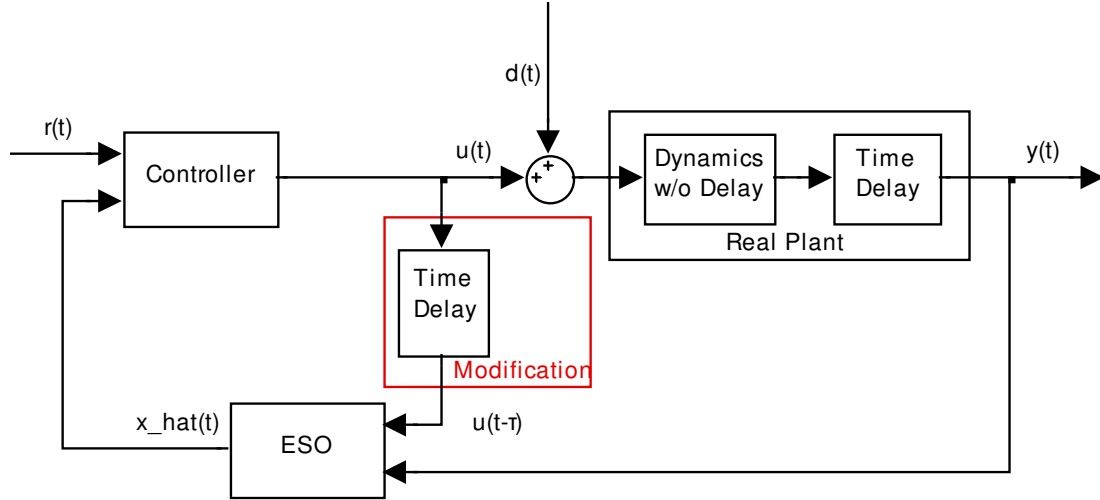 d(t)
r(t)
Controller
u(t)
+
+
Dynamics
w/o Delay
Time
Delay
y(t)
Real Plant
Time
Delay
Modification
x_hat(t)
ESO
u(t-τ)